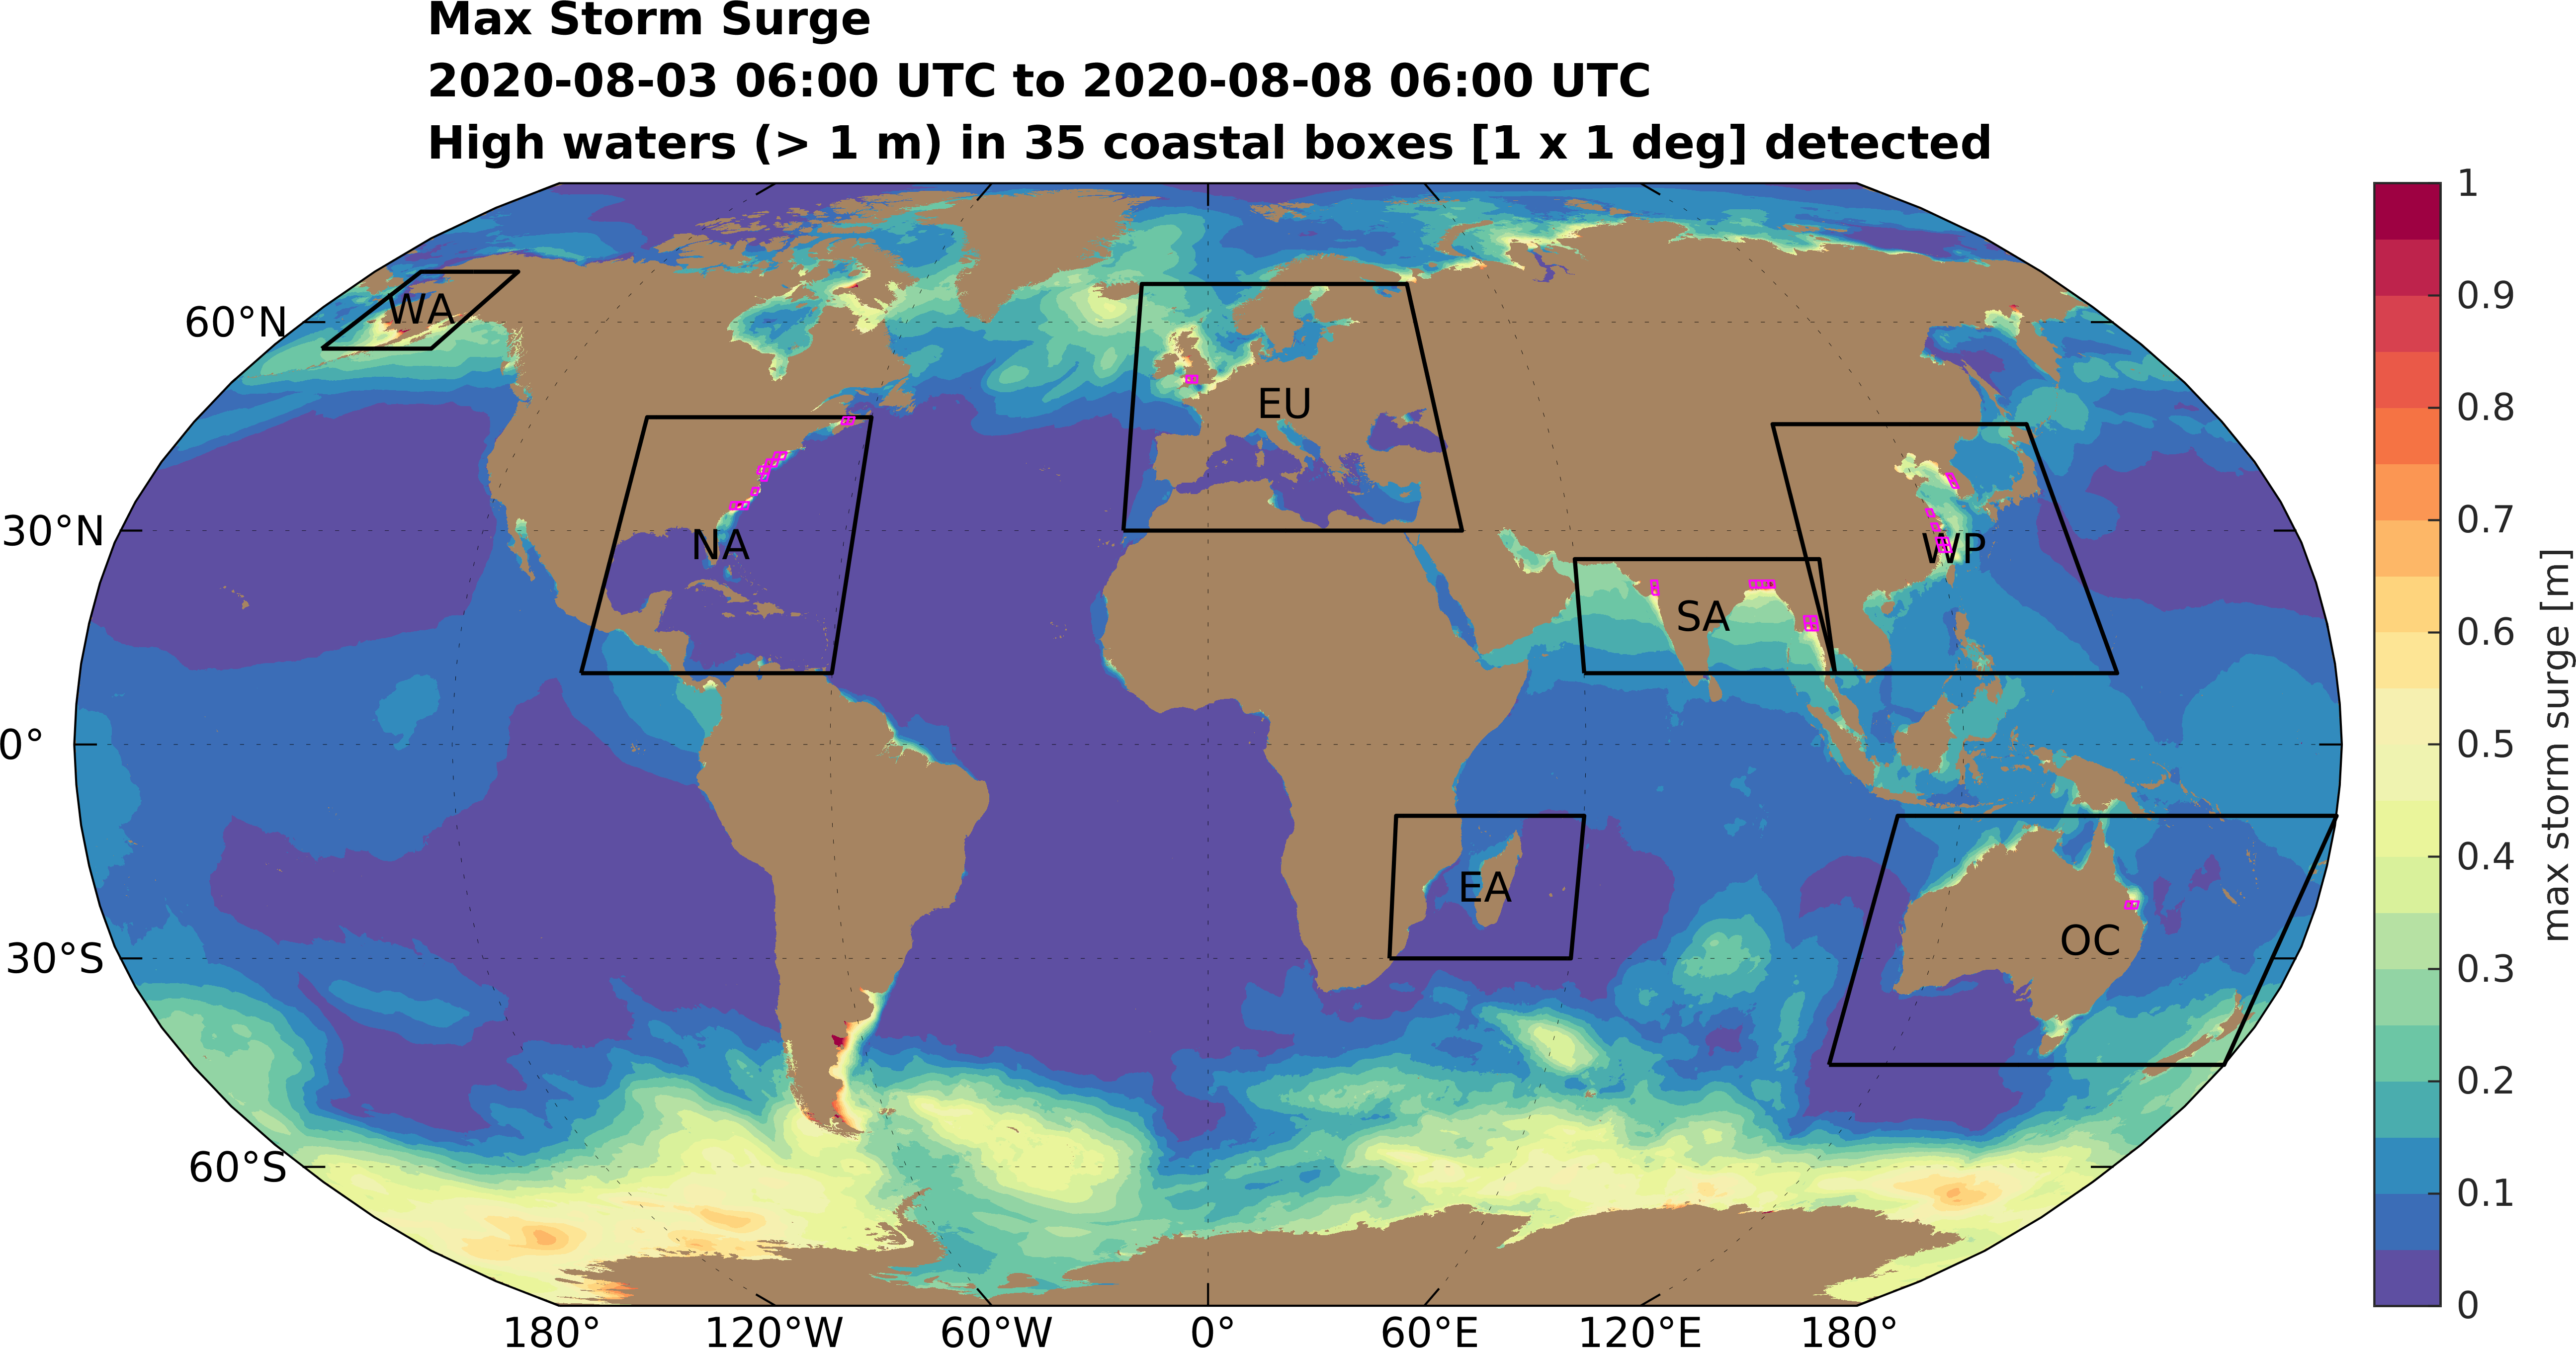 Max Storm Surge
2020-08-03 06:00 UTC to 2020-08-08 06:00 UTC
High waters (> 1 m) in 35 coastal boxes [1 x 1 deg] detected
60°N
30°N
0°
30°S
60°S
WA
NA
EU
SA
WP
EA
OC
180°
120°W
60°W
0°
60°E
120°E
180°
1
0.9
0.8
0.7
0.6
0.5
0.4
0.3
0.2
0.1
0
max storm surge [m]